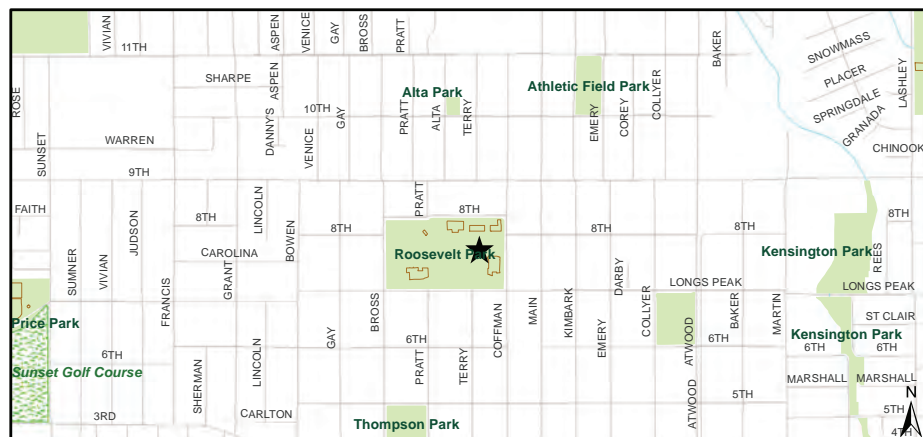 VIVIAN
11TH
ASPEN
VENICE
GAY
BROSS
PRATT
BAKER
SNOWMASS
PLACER
SPRINGDALE
GRANADA
LASHLEY
CHINOOK
ROSE
SUNSET
SHARPE
ASPEN
DANNY'S
10TH
VENICE
GAY
Alta Park
PRATT
ALTA
TERRY
Athletic Field Park
EMERY
COREY
COLLYER
WARREN
9TH
FAITH
SUMNER
VIVIAN
JUDSON
8TH
LINCOLN
BOWEN
CAROLINA
GRANT
FRANCIS
8TH
PRATT
8TH
Roosevelt Park
8TH
DARBY
8TH
Kensington Park
REES
8TH
LONGS PEAK
LONGS PEAK
Price Park
Sunset Golf Course
6TH
3RD
SHERMAN
LINCOLN
CARLTON
GAY
BROSS
6TH
PRATT
TERRY
COFFMAN
MAIN
KIMBARK
EMERY
COLLYER
ATWOOD
ATWOOD
6TH
BAKER
MARTIN
5TH
Kensington Park
ST CLAIR
6TH
6TH
MARSHALL
MARSHALL
5TH
4TH
Thompson Park
N